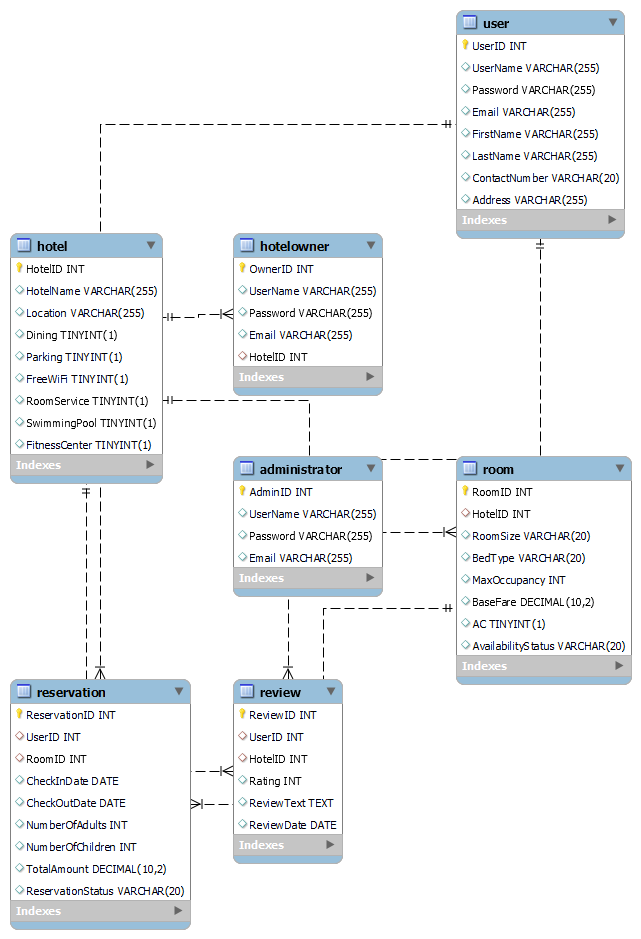 user
UserID INT
UserName VARCHAR(255)
Password VARCHAR(255)
Email VARCHAR(255)
FirstName VARCHAR(255)
LastName VARCHAR(255)
ContactNumber VARCHAR(20)
Address VARCHAR(255)
Indexes
hotel
HotelID INT
HotelName VARCHAR(255)
Location VARCHAR(255)
Dining TINYINT(1)
Parking TINYINT(1)
FreeWiFi TINYINT(1)
RoomService TINYINT(1)
SwimmingPool TINYINT(1)
FitnessCenter TINYINT(1)
Indexes
hotelowner
OwnerID INT
UserName VARCHAR(255)
Password VARCHAR(255)
Email VARCHAR(255)
HotelID INT
Indexes
administrator
AdminID INT
UserName VARCHAR(255)
Password VARCHAR(255)
Email VARCHAR(255)
Indexes
room
RoomID INT
HotelID INT
RoomSize VARCHAR(20)
BedType VARCHAR(20)
MaxOccupancy INT
BaseFare DECIMAL(10,2)
AC TINYINT(1)
AvailabilityStatus VARCHAR(20)
Indexes
reservation
ReservationID INT
UserID INT
RoomID INT
CheckInDate DATE
CheckOutDate DATE
NumberOfAdults INT
NumberOfChildren INT
TotalAmount DECIMAL(10,2)
ReservationStatus VARCHAR(20)
Indexes
review
ReviewID INT
UserID INT
HotelID INT
Rating INT
ReviewText TEXT
ReviewDate DATE
Indexes